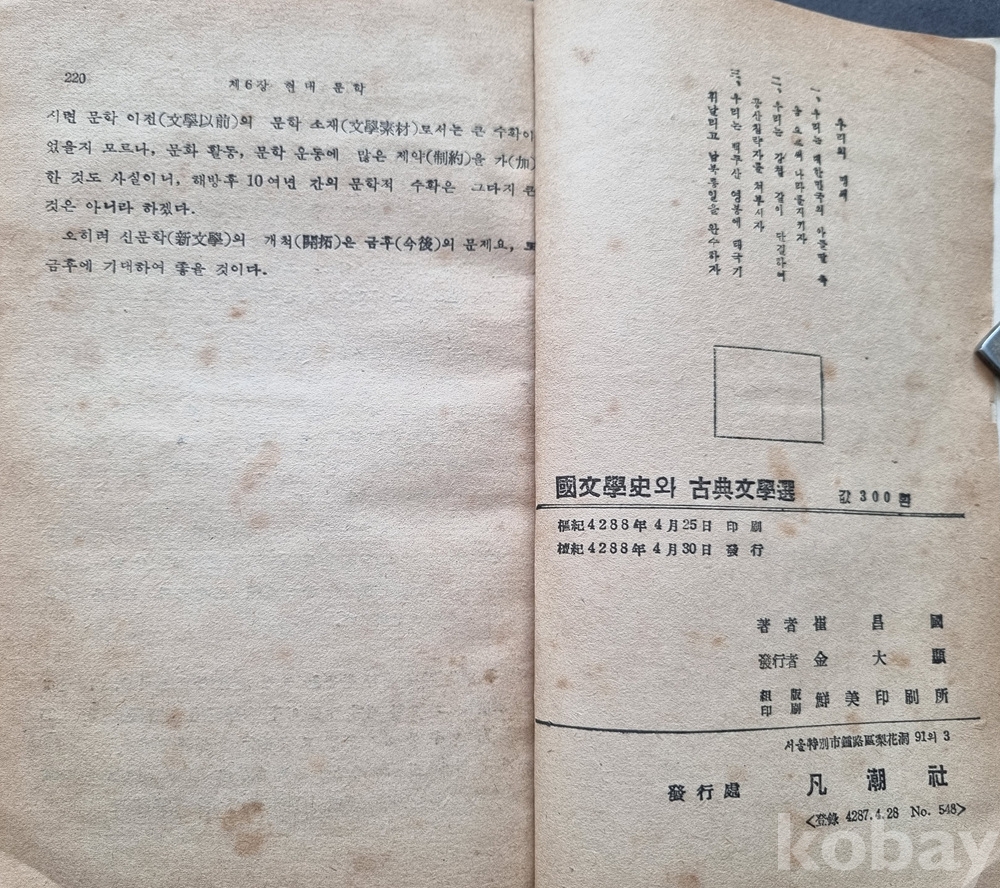 220
제6장 현대 문학
시면 문학 이전(文學以前)의 문학 소재(文學素材)로서는 큰 수확이
었을지 모르나, 문화 활동, 문학 운동에 많은 제약(制約)을 가(加)
한 것도 사실이니, 해방후 10여년 간의 문학적 수확은 그다지 큰
것은 아니라 하겠다.
오히려 신문학(新文學)의 개척(開拓)은 금후(今後)의 문제요, 또
금후에 기대하여 좋을 것이다.
우리의 맹세
一, 우리는 대한민국의 아들딸 죽
음으로써 나라를지키자
二, 우리는 강철 같이 단결하여
공산침략자를 쳐부시자
三, 우리는 백두산 영봉에 태극기
휘날리고 남북통일을 완수하자
國文學史와 古典文學選 값 300환
檀紀4288年 4月25日 印刷
檀紀4288年 4月30日 發行
著者 崔昌國
發行者 金大顯
組版
印刷 鮮美印刷所
서울特別市鍾路區梨花洞 91의 3
發行處 凡潮社
<登錄 4287.4.28 No. 548>
kobay